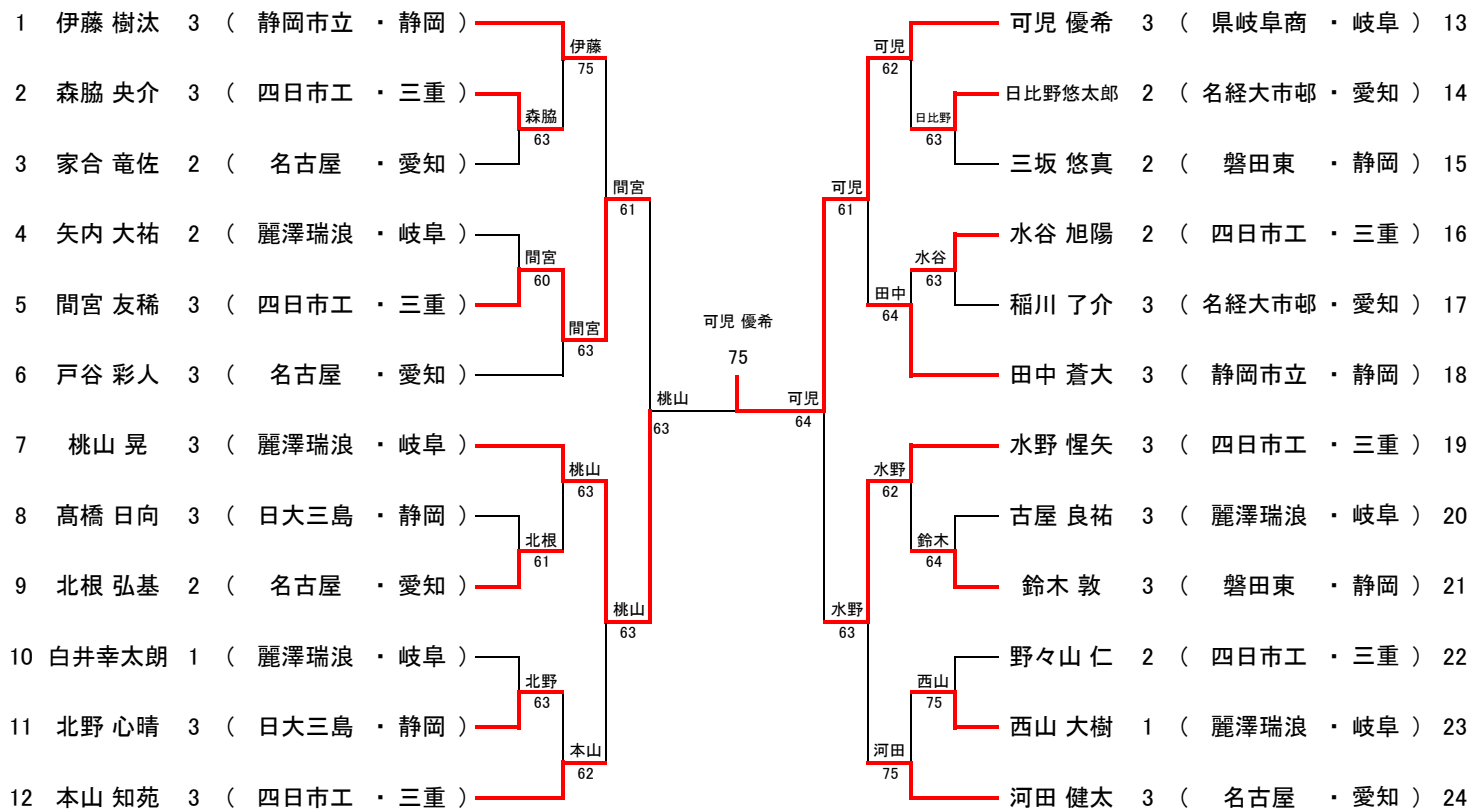 1 伊藤 樹汰 3 ( 静岡市立 ・ 静岡 )
2 森脇 央介 3 ( 四日市工 ・ 三重 )
3 家合 竜佐 2 ( 名古屋 ・ 愛知 )
4 矢内 大祐 2 ( 麗澤瑞浪 ・ 岐阜 )
5 間宮 友稀 3 ( 四日市工 ・ 三重 )
6 戸谷 彩人 3 ( 名古屋 ・ 愛知 )
7 桃山 晃 3 ( 麗澤瑞浪 ・ 岐阜 )
8 髙橋 日向 3 ( 日大三島 ・ 静岡 )
9 北根 弘基 2 ( 名古屋 ・ 愛知 )
10 白井幸太朗 1 ( 麗澤瑞浪 ・ 岐阜 )
11 北野 心晴 3 ( 日大三島 ・ 静岡 )
12 本山 知苑 3 ( 四日市工 ・ 三重 )
伊藤
75
森脇
63
間宮
61
間宮
60
間宮
63
桃山
63
桃山
63
北根
61
桃山
63
北野
63
本山
62
可児 優希
75
可児
64
可児
62
日比野
63
可児
61
水谷
63
田中
64
水野
62
鈴木
64
水野
63
西山
75
河田
75
可児 優希 3 ( 県岐阜商 ・ 岐阜 ) 13
日比野悠太郎 2 ( 名経大市邨 ・ 愛知 ) 14
三坂 悠真 2 ( 磐田東 ・ 静岡 ) 15
水谷 旭陽 2 ( 四日市工 ・ 三重 ) 16
稲川 了介 3 ( 名経大市邨 ・ 愛知 ) 17
田中 蒼大 3 ( 静岡市立 ・ 静岡 ) 18
水野 惺矢 3 ( 四日市工 ・ 三重 ) 19
古屋 良祐 3 ( 麗澤瑞浪 ・ 岐阜 ) 20
鈴木 敦 3 ( 磐田東 ・ 静岡 ) 21
野々山 仁 2 ( 四日市工 ・ 三重 ) 22
西山 大樹 1 ( 麗澤瑞浪 ・ 岐阜 ) 23
河田 健太 3 ( 名古屋 ・ 愛知 ) 24